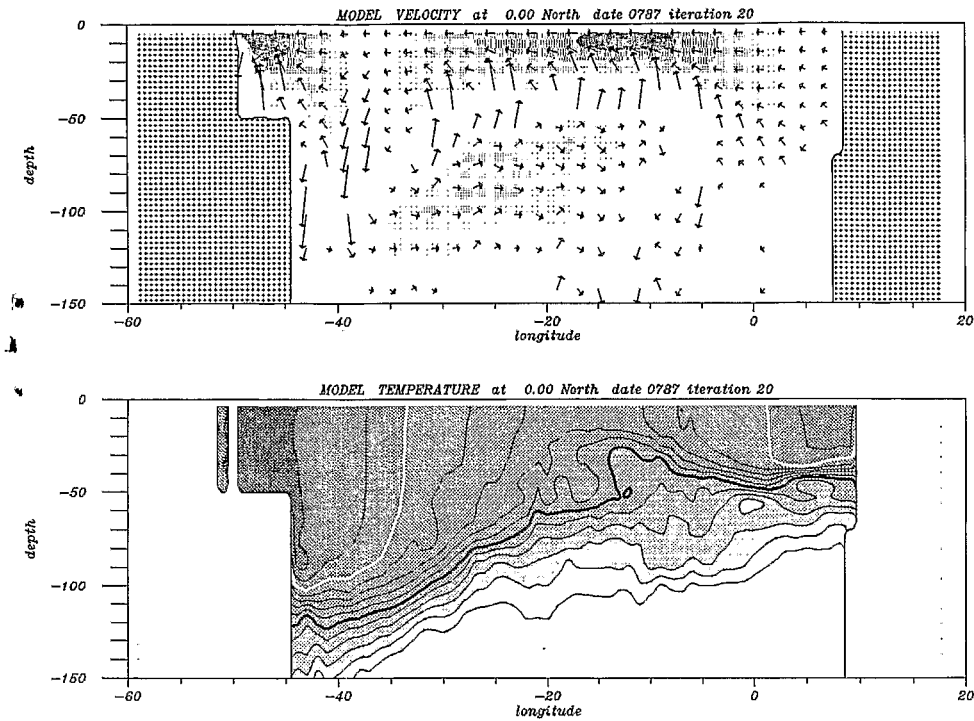 MODEL VELOCITY at 0.00 North date 0787 iteration 20
0
-50
depth
-100
-150
-60 -40 -20 0 20
longitude
MODEL TEMPERATURE at 0.00 North date 0787 iteration 20
0
-50
depth
-100
-150
-60 -40 -20 0 20
longitude